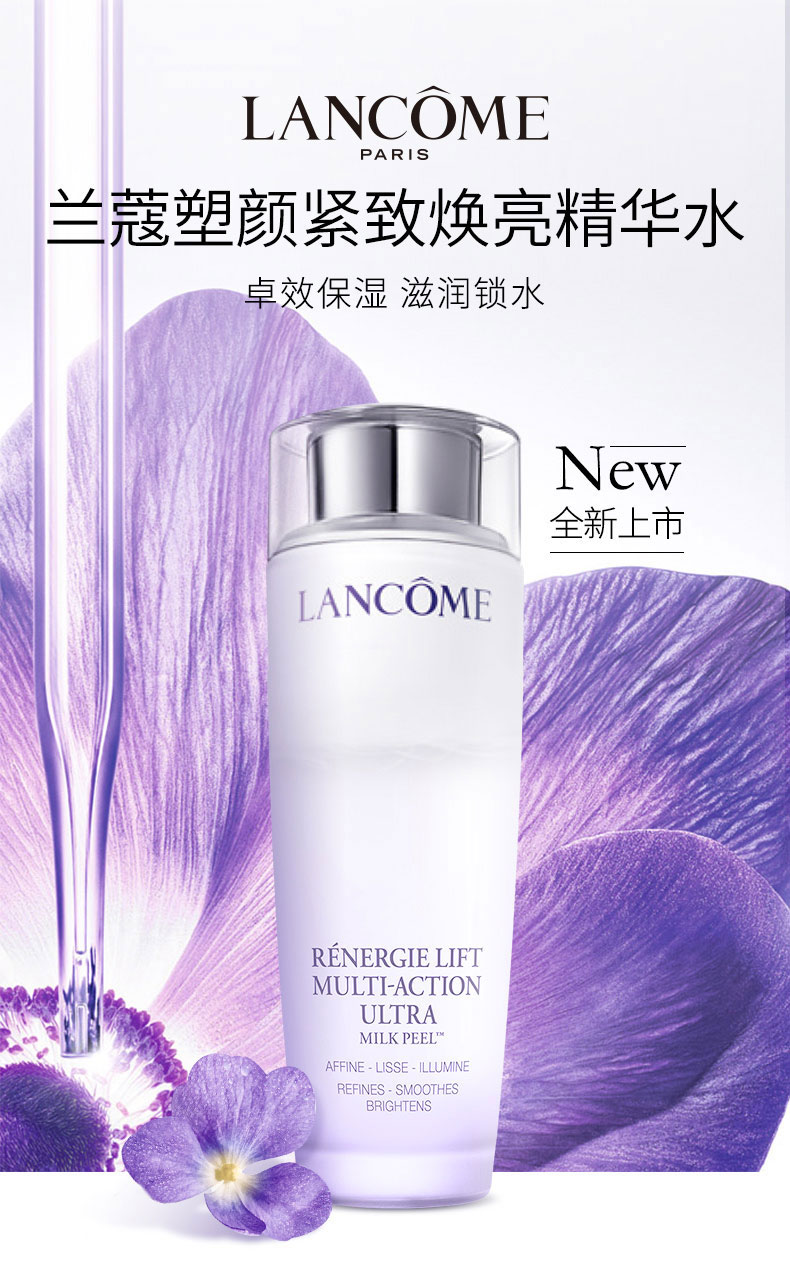 LANCÔME
PARIS
兰蔻塑颜紧致焕亮精华水
卓效保湿 滋润锁水
New
全新上市
LANCÔME
RÉNERGIE LIFT
MULTI-ACTION
ULTRA
MILK PEEL™
AFFINE - LISSE - ILLUMINE
REFINES - SMOOTHES
BRIGHTENS